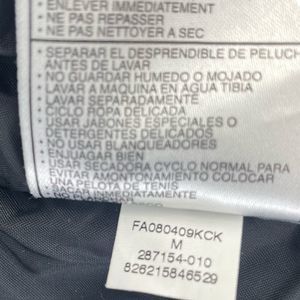 ENLEVER IMMEDIATEMENT
• NE PAS REPASSER
• NE PAS NETTOYER A SEC
• SEPARAR EL DESPRENDIBLE DE PELUCH
ANTES DE LAVAR
• NO GUARDAR HUMEDO O MOJADO
• LAVAR A MAQUINA EN AGUA TIBIA
• LAVAR SEPARADAMENTE
• CICLO ROPA DELICADA
• USAR JABONES ESPECIALES O
DETERGENTES DELICADOS
• NO USAR BLANQUEADORES
• ENJUAGAR BIEN
• USAR SECADORA CYCLO NORMAL PARA
EVITAR AMONTONAMIENTO COLOCAR
UNA PELOTA DE TENIS
INMEDIATAMENTE
FA080409KCK
M
287154-010
826215846529